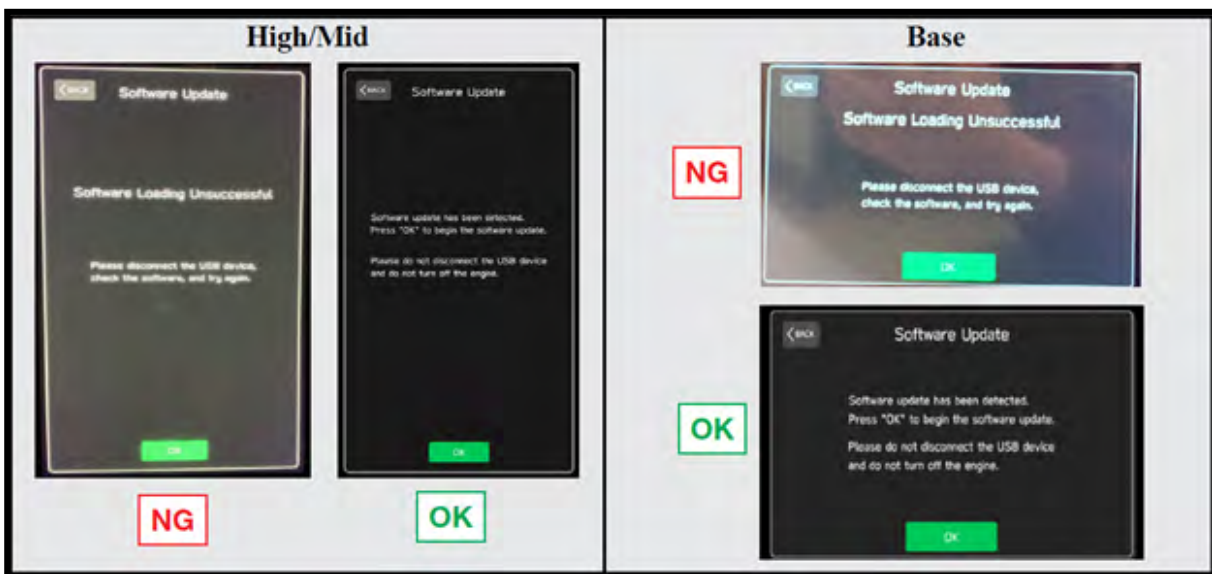 High/Mid
BACK
Software Update
Software Loading Unsuccessful
Please disconnect the USB device,
check the software, and try again.
OK
NG
BACK
Software Update
Software update has been detected.
Press "OK" to begin the software update.
Please do not disconnect the USB device
and do not turn off the engine.
OK
OK
Base
NG
BACK
Software Update
Software Loading Unsuccessful
Please disconnect the USB device,
check the software, and try again.
OK
OK
BACK
Software Update
Software update has been detected.
Press "OK" to begin the software update.
Please do not disconnect the USB device
and do not turn off the engine.
OK